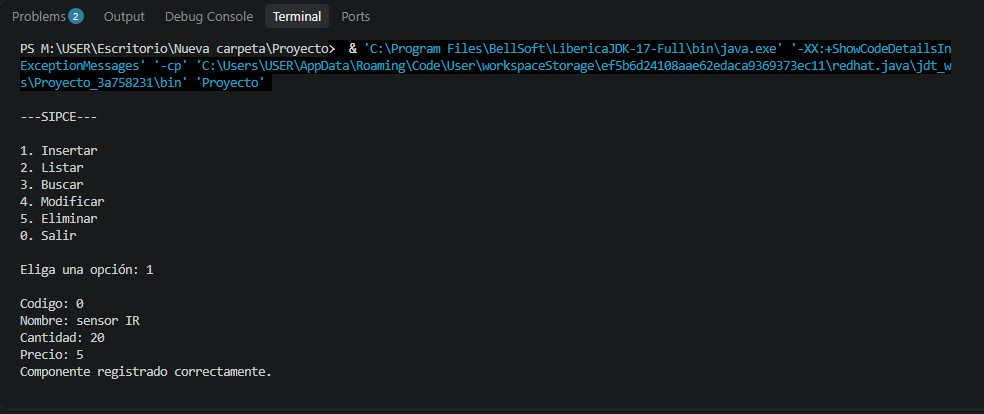 Problems 2 Output Debug Console Terminal Ports
PS M:\USER\Escritorio\Nueva carpeta\Proyecto>  & 'C:\Program Files\BellSoft\LibericaJDK-17-Full\bin\java.exe' '-XX:+ShowCodeDetailsIn
ExceptionMessages' '-cp' 'C:\Users\USER\AppData\Roaming\Code\User\workspaceStorage\ef5b6d24108aae62edaca9369373ec11\redhat.java\jdt_w
s\Proyecto_3a758231\bin' 'Proyecto'
---SIPCE---
1. Insertar
2. Listar
3. Buscar
4. Modificar
5. Eliminar
0. Salir
Eliga una opción: 1
Codigo: 0
Nombre: sensor IR
Cantidad: 20
Precio: 5
Componente registrado correctamente.